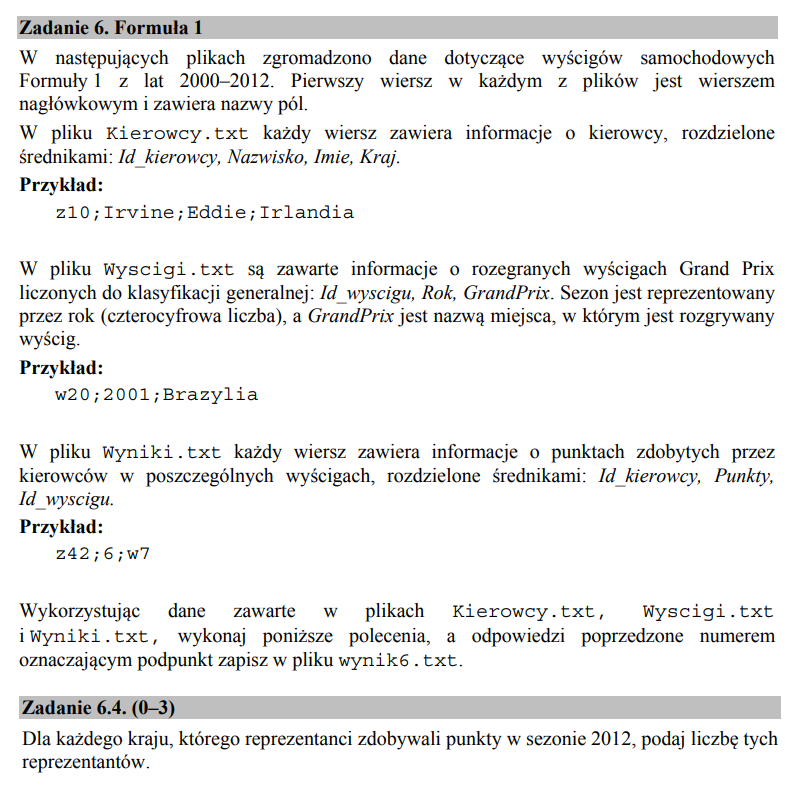 Zadanie 6. Formuła 1
W następujących plikach zgromadzono dane dotyczące wyścigów samochodowych
Formuły 1 z lat 2000–2012. Pierwszy wiersz w każdym z plików jest wierszem
nagłówkowym i zawiera nazwy pól.
W pliku Kierowcy.txt każdy wiersz zawiera informacje o kierowcy, rozdzielone
średnikami: Id_kierowcy, Nazwisko, Imie, Kraj.
Przykład:
z10;Irvine;Eddie;Irlandia
W pliku Wyscigi.txt są zawarte informacje o rozegranych wyścigach Grand Prix
liczonych do klasyfikacji generalnej: Id_wyscigu, Rok, GrandPrix. Sezon jest reprezentowany
przez rok (czterocyfrowa liczba), a GrandPrix jest nazwą miejsca, w którym jest rozgrywany
wyścig.
Przykład:
w20;2001;Brazylia
W pliku Wyniki.txt każdy wiersz zawiera informacje o punktach zdobytych przez
kierowców w poszczególnych wyścigach, rozdzielone średnikami: Id_kierowcy, Punkty,
Id_wyscigu.
Przykład:
z42;6;w7
Wykorzystując dane zawarte w plikach Kierowcy.txt, Wyscigi.txt
i Wyniki.txt, wykonaj poniższe polecenia, a odpowiedzi poprzedzone numerem
oznaczającym podpunkt zapisz w pliku wynik6.txt.
Zadanie 6.4. (0–3)
Dla każdego kraju, którego reprezentanci zdobywali punkty w sezonie 2012, podaj liczbę tych
reprezentantów.